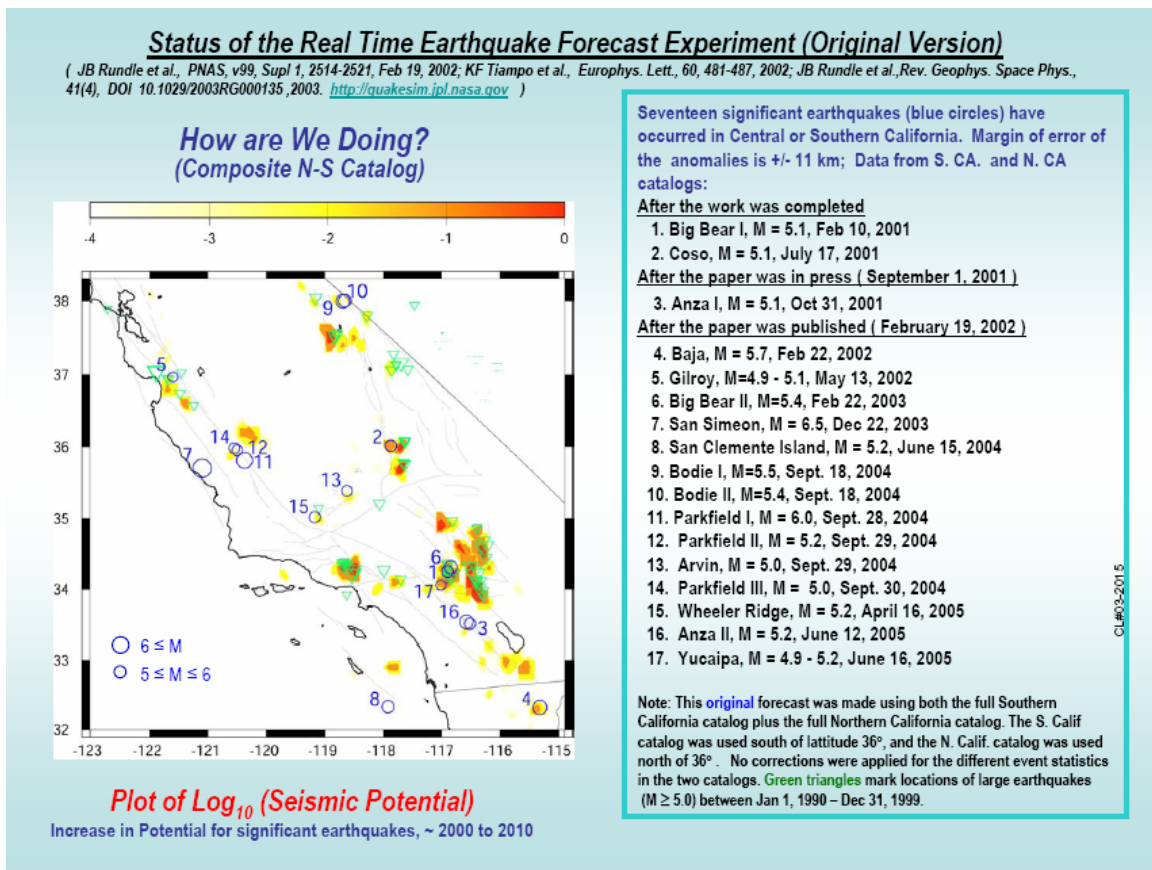 Status of the Real Time Earthquake Forecast Experiment (Original Version)
( JB Rundle et al., PNAS, v99, Supl 1, 2514-2521, Feb 19, 2002; KF Tiampo et al., Europhys. Lett., 60, 481-487, 2002; JB Rundle et al.,Rev. Geophys. Space Phys.,
41(4), DOI 10.1029/2003RG000135 ,2003. http://quakesim.jpl.nasa.gov )
How are We Doing?
(Composite N-S Catalog)
-4 -3 -2 -1 0
38
37
36
35
34
33
32
10
9
5
14
12
2
7
11
13
15
6
1
17
16
3
8
4
6 ≤ M
5 ≤ M ≤ 6
-123 -122 -121 -120 -119 -118 -117 -116 -115
Plot of Log10 (Seismic Potential)
Increase in Potential for significant earthquakes, ~ 2000 to 2010
Seventeen significant earthquakes (blue circles) have
occurred in Central or Southern California. Margin of error of
the anomalies is +/- 11 km; Data from S. CA. and N. CA
catalogs:
After the work was completed
1. Big Bear I, M = 5.1, Feb 10, 2001
2. Coso, M = 5.1, July 17, 2001
After the paper was in press ( September 1, 2001 )
3. Anza I, M = 5.1, Oct 31, 2001
After the paper was published ( February 19, 2002 )
4. Baja, M = 5.7, Feb 22, 2002
5. Gilroy, M=4.9 - 5.1, May 13, 2002
6. Big Bear II, M=5.4, Feb 22, 2003
7. San Simeon, M = 6.5, Dec 22, 2003
8. San Clemente Island, M = 5.2, June 15, 2004
9. Bodie I, M=5.5, Sept. 18, 2004
10. Bodie II, M=5.4, Sept. 18, 2004
11. Parkfield I, M = 6.0, Sept. 28, 2004
12. Parkfield II, M = 5.2, Sept. 29, 2004
13. Arvin, M = 5.0, Sept. 29, 2004
14. Parkfield III, M = 5.0, Sept. 30, 2004
15. Wheeler Ridge, M = 5.2, April 16, 2005
16. Anza II, M = 5.2, June 12, 2005
17. Yucaipa, M = 4.9 - 5.2, June 16, 2005
Note: This original forecast was made using both the full Southern
California catalog plus the full Northern California catalog. The S. Calif
catalog was used south of lattitude 36º, and the N. Calif. catalog was used
north of 36º . No corrections were applied for the different event statistics
in the two catalogs. Green triangles mark locations of large earthquakes
(M ≥ 5.0) between Jan 1, 1990 – Dec 31, 1999.
CL#03-2015